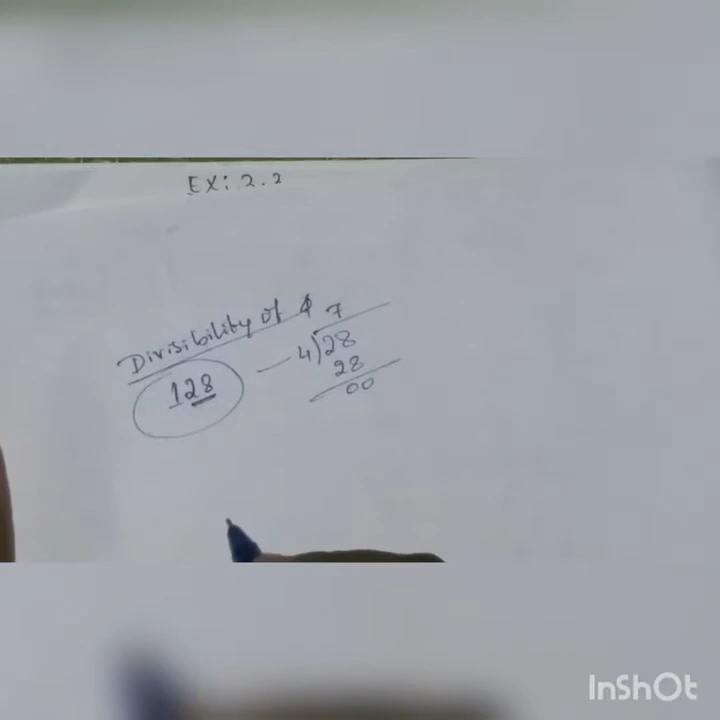 EX: 2.2
Divisibility of 4
7
128 — 4)28
28
00
InShOt